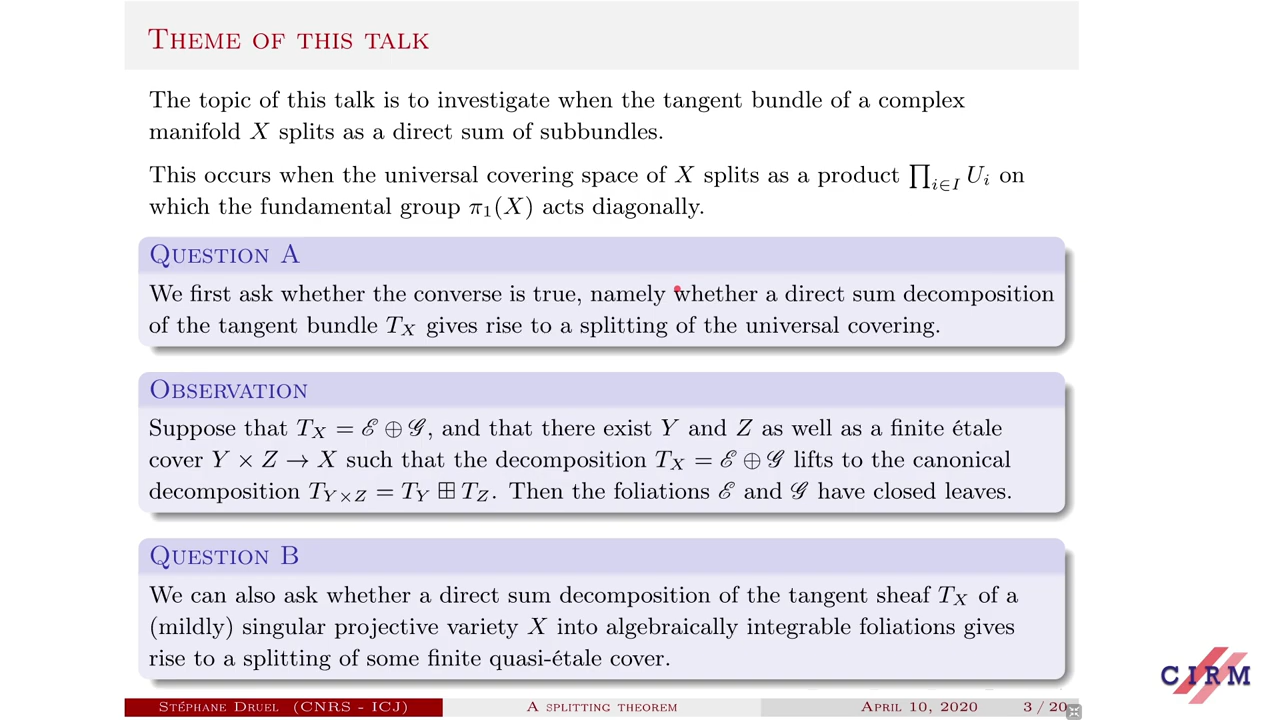 THEME OF THIS TALK
The topic of this talk is to investigate when the tangent bundle of a complex
manifold X splits as a direct sum of subbundles.
This occurs when the universal covering space of X splits as a product ∏_{i∈I} U_i on
which the fundamental group π₁(X) acts diagonally.
QUESTION A
We first ask whether the converse is true, namely whether a direct sum decomposition
of the tangent bundle T_X gives rise to a splitting of the universal covering.
OBSERVATION
Suppose that T_X = ℰ ⊕ 𝒢, and that there exist Y and Z as well as a finite étale
cover Y × Z → X such that the decomposition T_X = ℰ ⊕ 𝒢 lifts to the canonical
decomposition T_{Y×Z} = T_Y ⊞ T_Z. Then the foliations ℰ and 𝒢 have closed leaves.
QUESTION B
We can also ask whether a direct sum decomposition of the tangent sheaf T_X of a
(mildly) singular projective variety X into algebraically integrable foliations gives
rise to a splitting of some finite quasi-étale cover.
CIRM
STÉPHANE DRUEL (CNRS - ICJ) A SPLITTING THEOREM APRIL 10, 2020 3 / 20